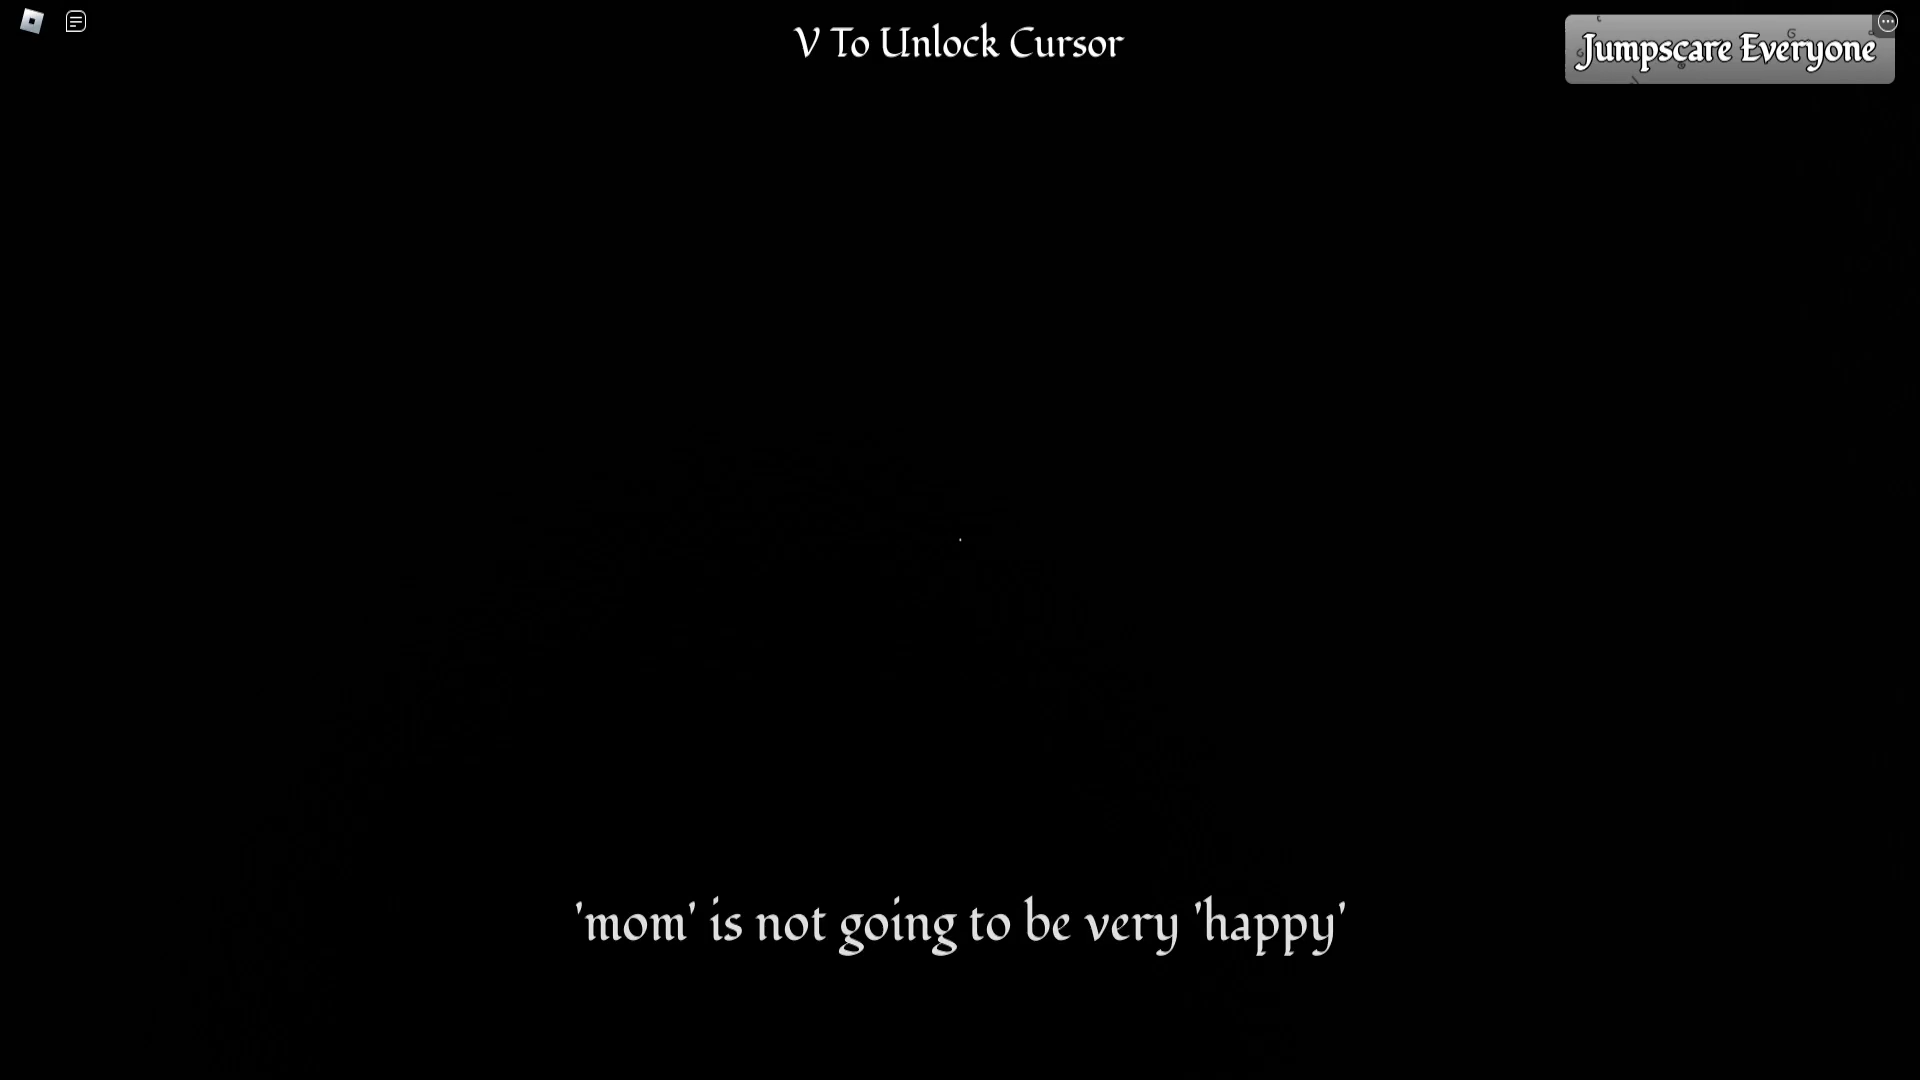 V To Unlock Cursor
Jumpscare Everyone
'mom' is not going to be very 'happy'